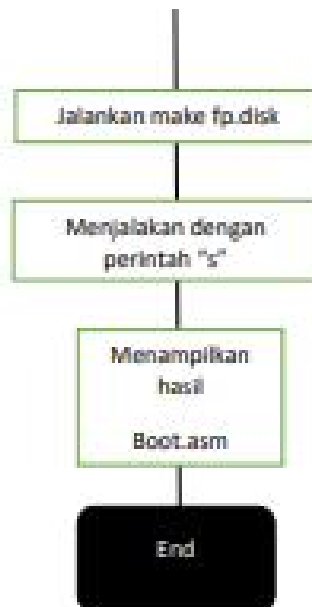 Jalankan make fp.disk
Menjalakan dengan
perintah "s"
Menampilkan
hasil
Boot.asm
End